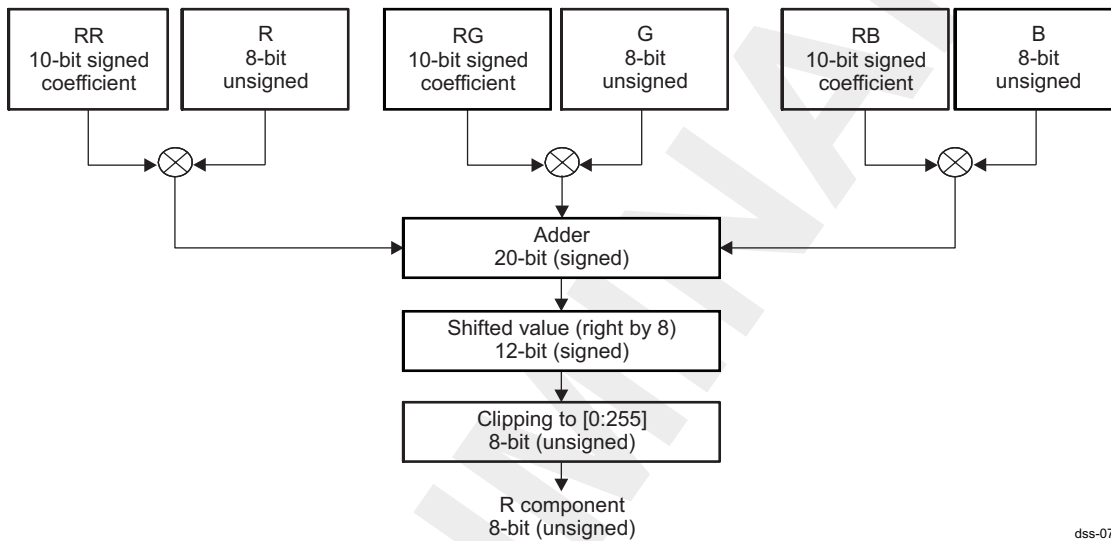 RR
10-bit signed
coefficient
R
8-bit
unsigned
RG
10-bit signed
coefficient
G
8-bit
unsigned
RB
10-bit signed
coefficient
B
8-bit
unsigned
Adder
20-bit (signed)
Shifted value (right by 8)
12-bit (signed)
Clipping to [0:255]
8-bit (unsigned)
R component
8-bit (unsigned)
dss-07